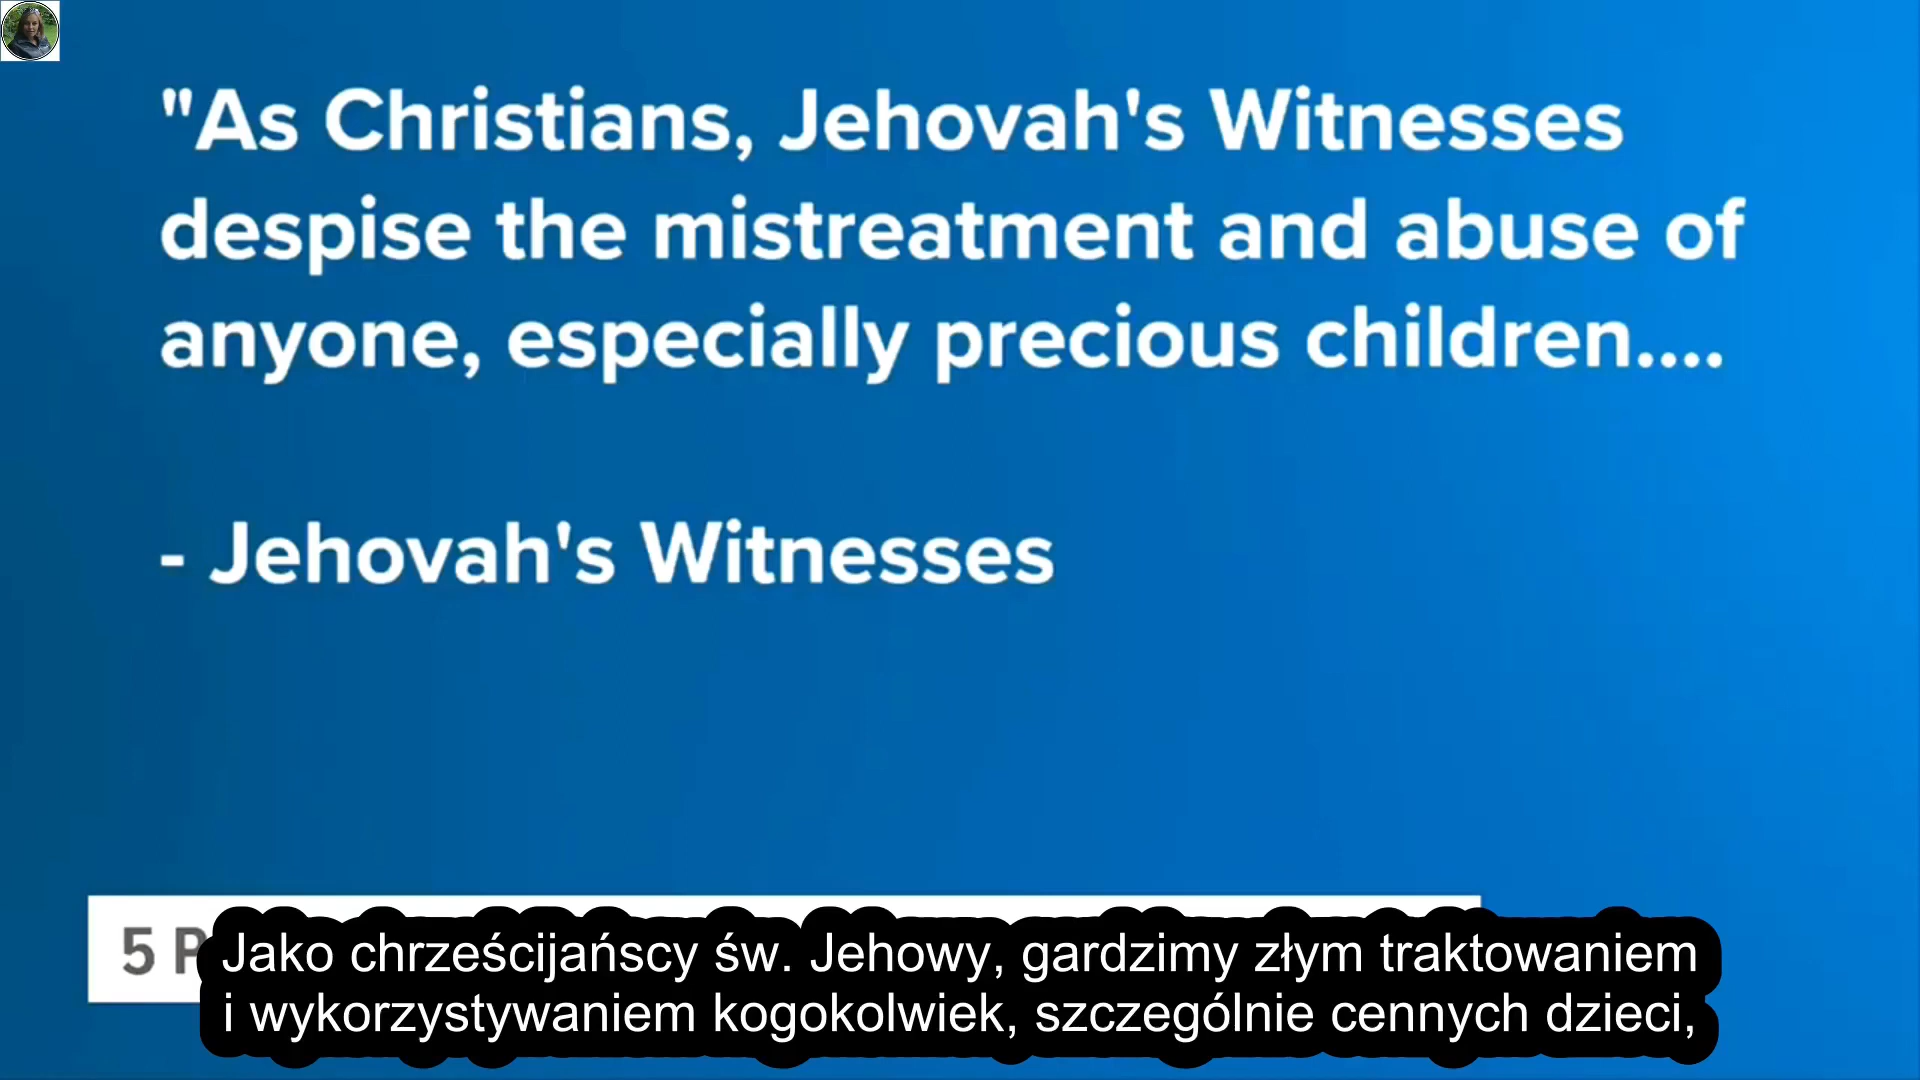 "As Christians, Jehovah's Witnesses
despise the mistreatment and abuse of
anyone, especially precious children....
- Jehovah's Witnesses
5 P
Jako chrześcijańscy św. Jehowy, gardzimy złym traktowaniem
i wykorzystywaniem kogokolwiek, szczególnie cennych dzieci,